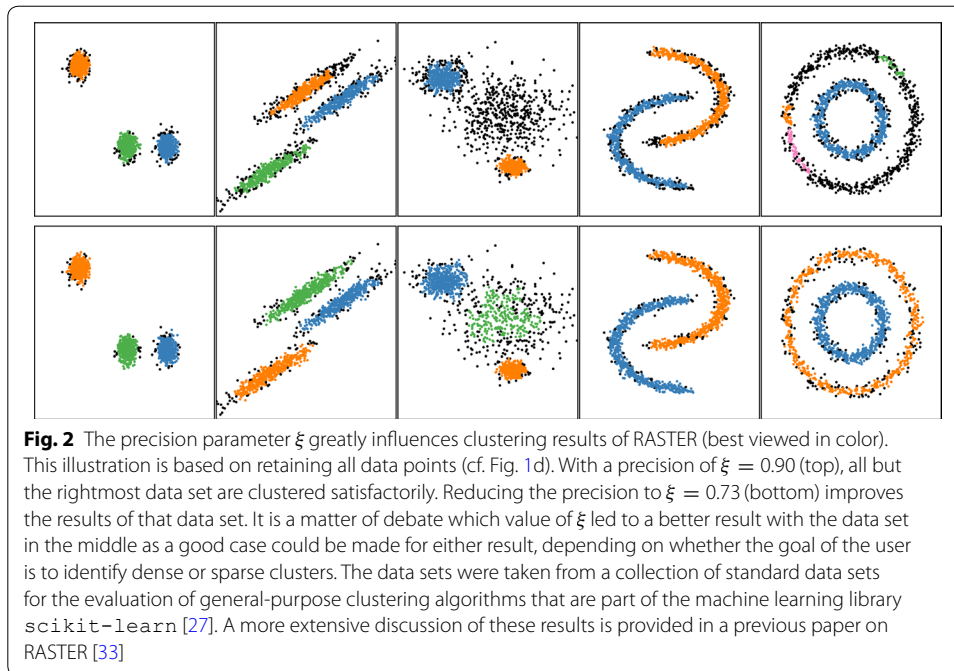 Fig. 2 The precision parameter ξ greatly influences clustering results of RASTER (best viewed in color).
This illustration is based on retaining all data points (cf. Fig. 1d). With a precision of ξ = 0.90 (top), all but
the rightmost data set are clustered satisfactorily. Reducing the precision to ξ = 0.73 (bottom) improves
the results of that data set. It is a matter of debate which value of ξ led to a better result with the data set
in the middle as a good case could be made for either result, depending on whether the goal of the user
is to identify dense or sparse clusters. The data sets were taken from a collection of standard data sets
for the evaluation of general-purpose clustering algorithms that are part of the machine learning library
scikit-learn [27]. A more extensive discussion of these results is provided in a previous paper on
RASTER [33]